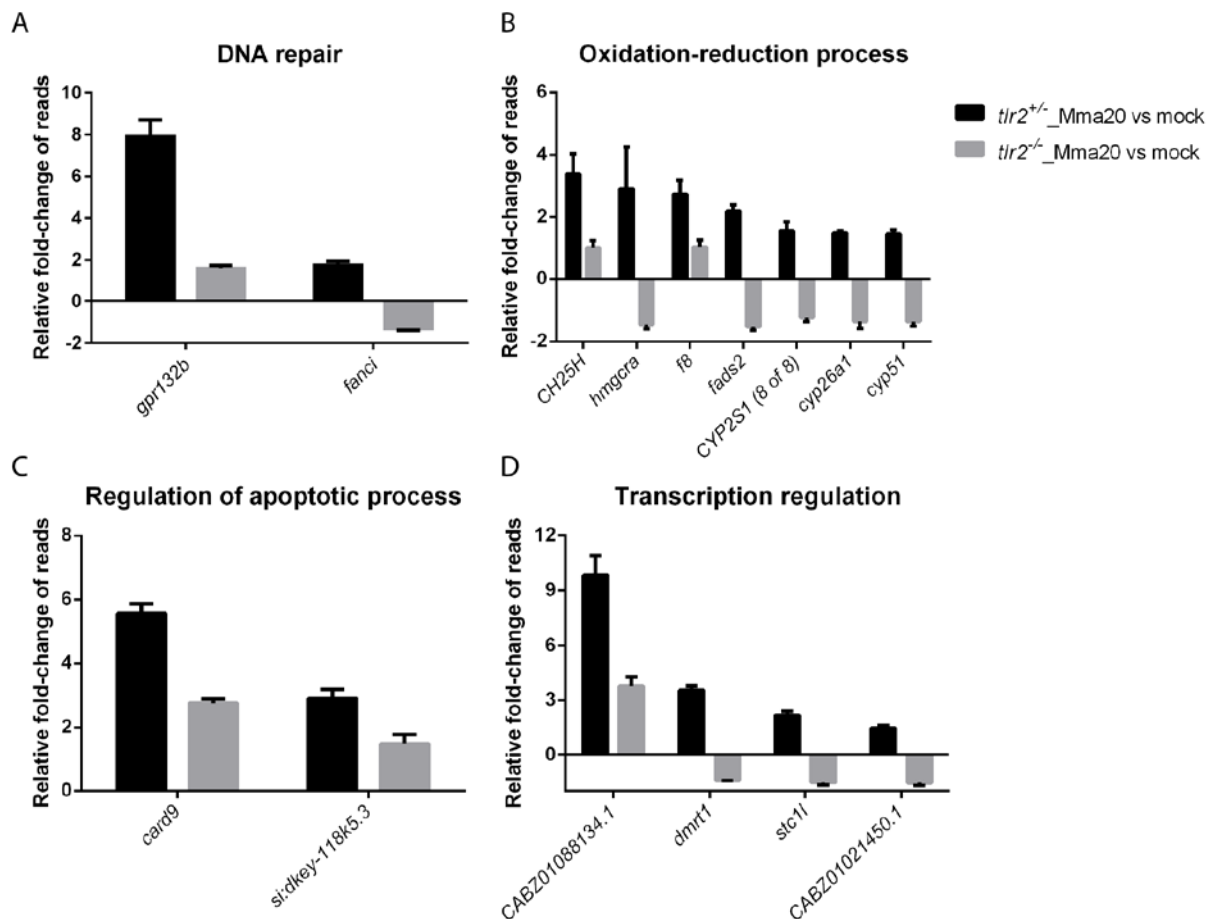 A
DNA repair
Relative fold-change of reads
10
8
6
4
2
0
-2
gpr132b
fanci
B
Oxidation-reduction process
Relative fold-change of reads
6
4
2
0
-2
CH25H
hmgcra
f8
fads2
CYP2S1 (8 of 8)
cyp26a1
cyp51
tlr2+/-_Mma20 vs mock
tlr2-/-_Mma20 vs mock
C
Regulation of apoptotic process
Relative fold-change of reads
8
6
4
2
0
card9
si:dkey-118k5.3
D
Transcription regulation
Relative fold-change of reads
12
9
6
3
0
CABZ01088134.1
dmrt1
stc1l
CABZ01021450.1